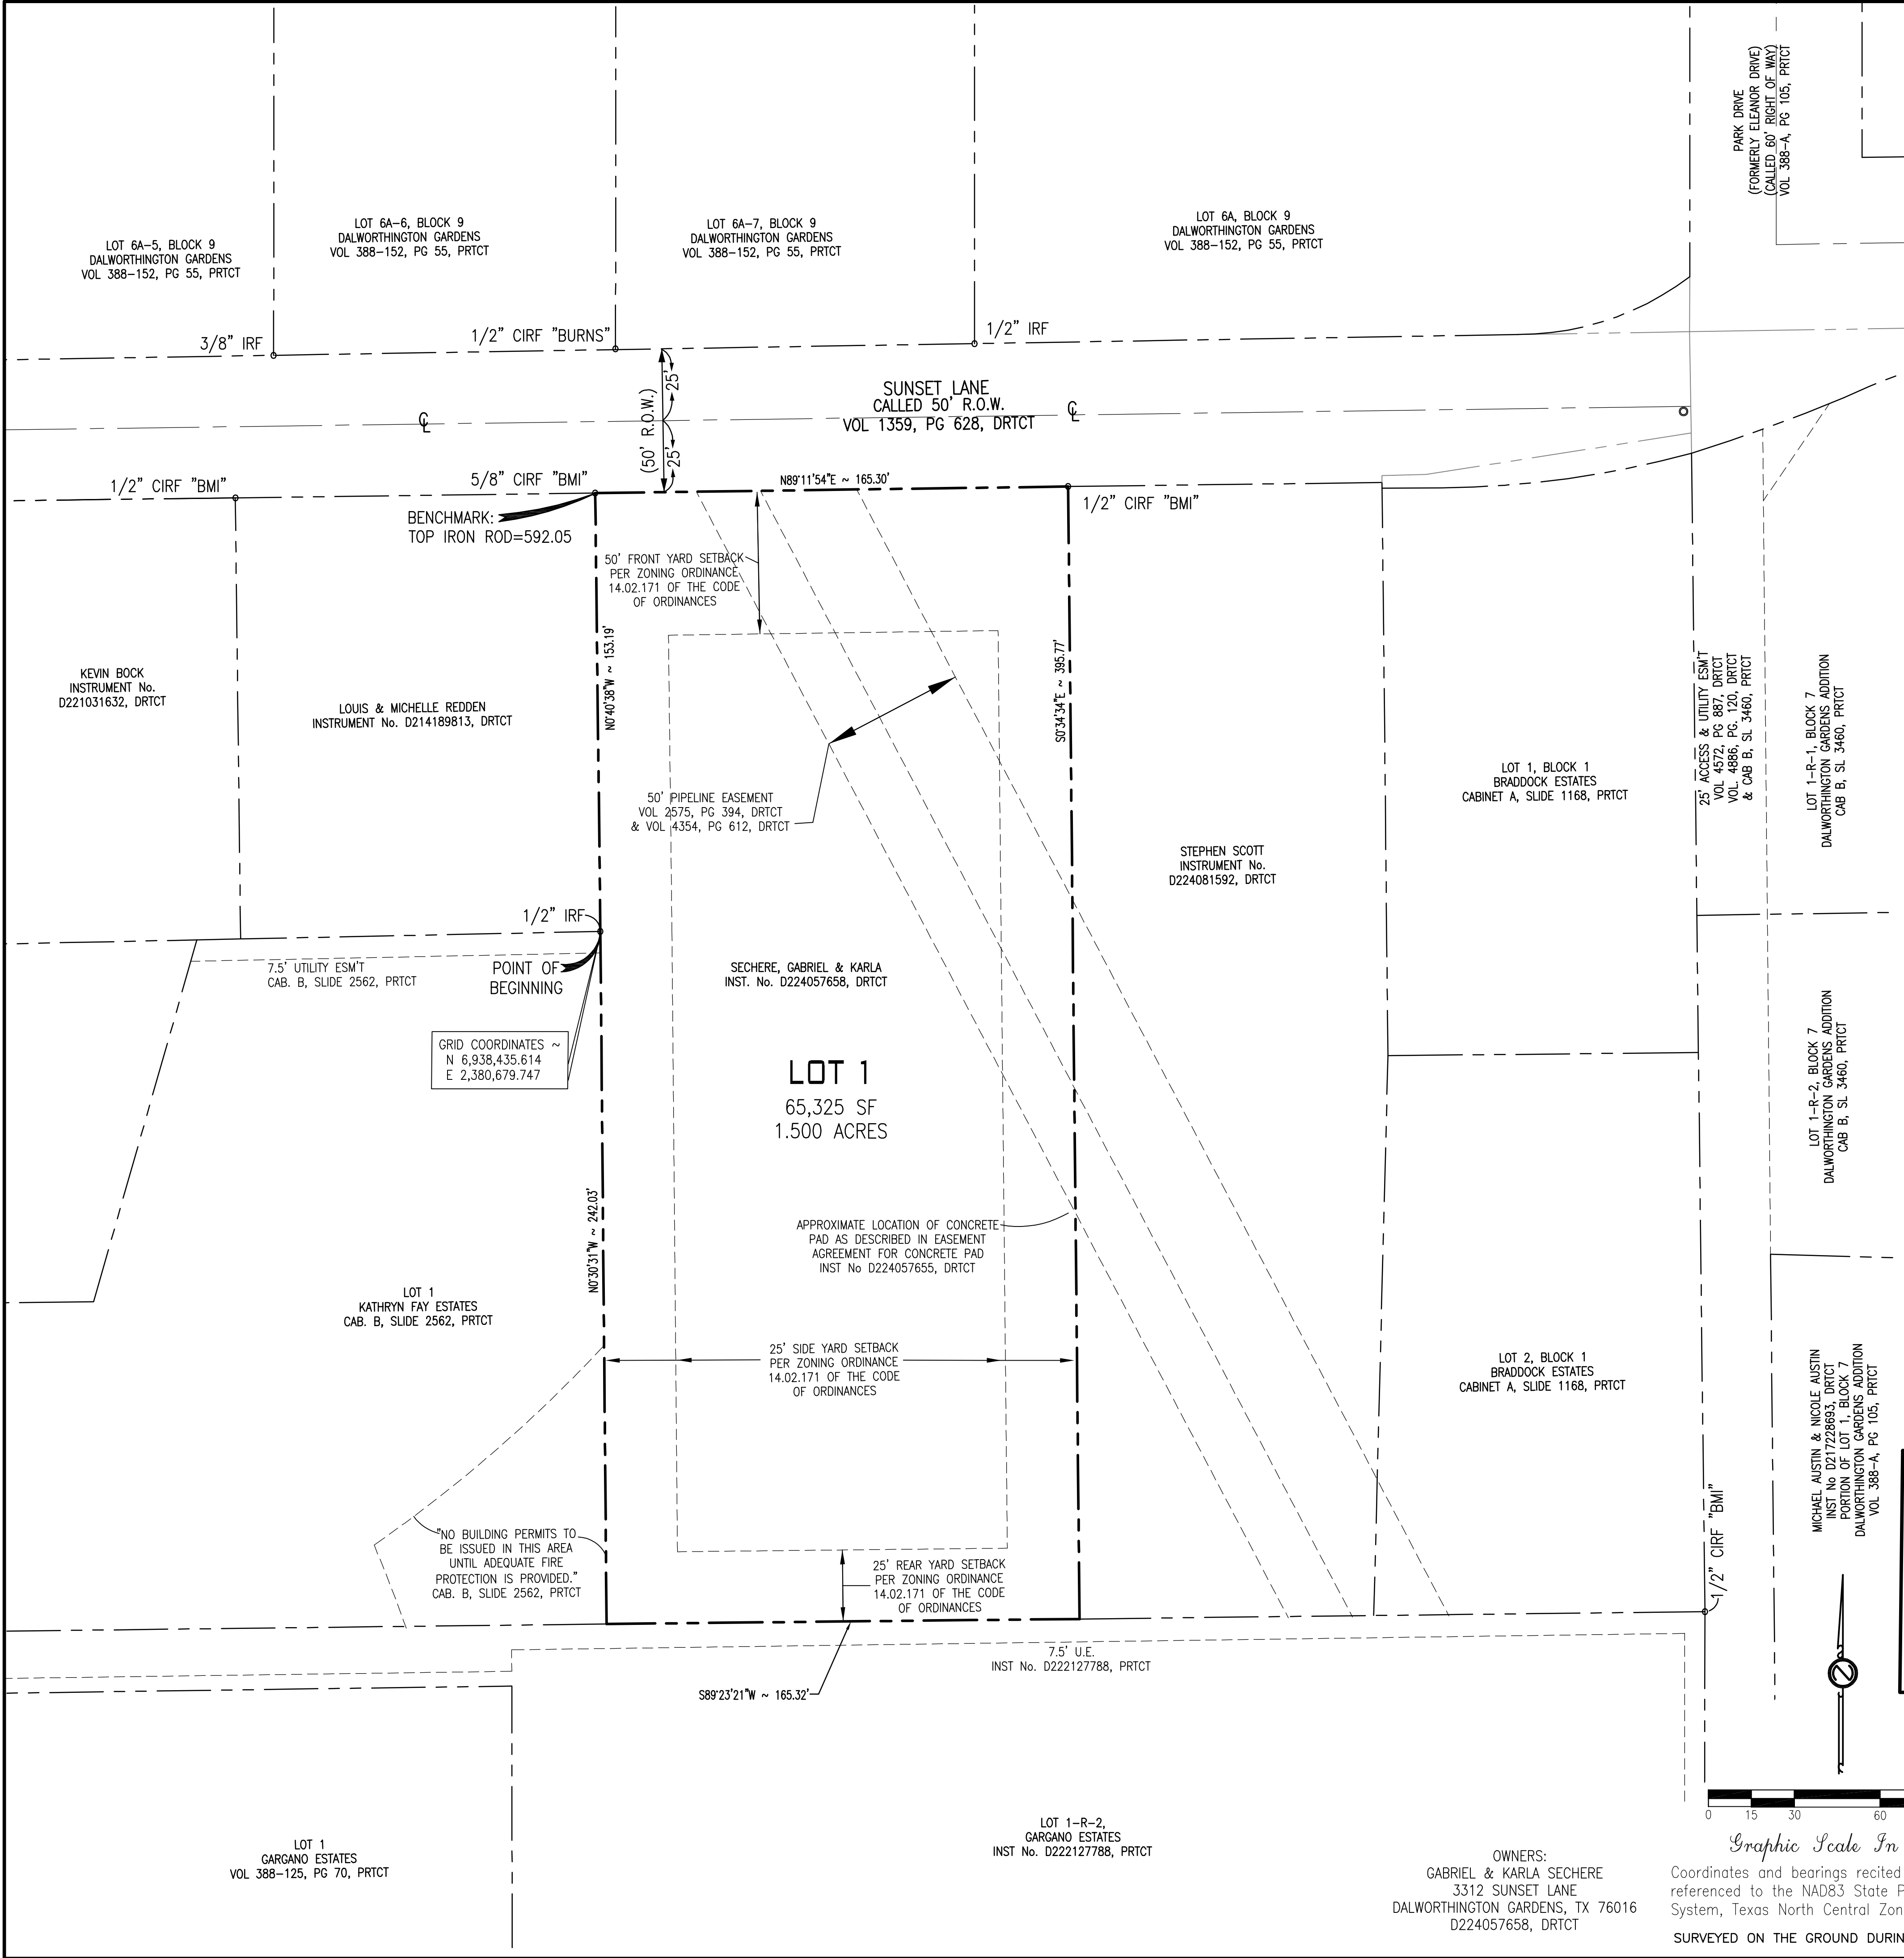 PARK DRIVE
(FORMERLY ELEANOR DRIVE)
(CALLED 60' RIGHT OF WAY)
VOL 388-A, PG 105, PRTCT
LOT 6A-5, BLOCK 9
DALWORTHINGTON GARDENS
VOL 388-152, PG 55, PRTCT
LOT 6A-6, BLOCK 9
DALWORTHINGTON GARDENS
VOL 388-152, PG 55, PRTCT
LOT 6A-7, BLOCK 9
DALWORTHINGTON GARDENS
VOL 388-152, PG 55, PRTCT
LOT 6A, BLOCK 9
DALWORTHINGTON GARDENS
VOL 388-152, PG 55, PRTCT
3/8" IRF
1/2" CIRF "BURNS"
1/2" IRF
(50' R.O.W.)
25'
25'
SUNSET LANE
CALLED 50' R.O.W.
VOL 1359, PG 628, DRTCT
1/2" CIRF "BMI"
5/8" CIRF "BMI"
N89°11'54"E ~ 165.30'
1/2" CIRF "BMI"
BENCHMARK:
TOP IRON ROD=592.05
50' FRONT YARD SETBACK
PER ZONING ORDINANCE
14.02.171 OF THE CODE
OF ORDINANCES
N0°40'38"W ~ 153.19'
S0°34'34"E ~ 395.77'
KEVIN BOCK
INSTRUMENT No.
D221031632, DRTCT
LOUIS & MICHELLE REDDEN
INSTRUMENT No. D214189813, DRTCT
50' PIPELINE EASEMENT
VOL 2575, PG 394, DRTCT
& VOL 4354, PG 612, DRTCT
STEPHEN SCOTT
INSTRUMENT No.
D224081592, DRTCT
LOT 1, BLOCK 1
BRADDOCK ESTATES
CABINET A, SLIDE 1168, PRTCT
25' ACCESS & UTILITY ESM'T
VOL 4572, PG 887, DRTCT
VOL. 4886, PG. 120, DRTCT
& CAB B, SL 3460, PRTCT
LOT 1-R-1, BLOCK 7
DALWORTHINGTON GARDENS ADDITION
CAB B, SL 3460, PRTCT
1/2" IRF
7.5' UTILITY ESM'T
CAB. B, SLIDE 2562, PRTCT
POINT OF
BEGINNING
GRID COORDINATES ~
N 6,938,435.614
E 2,380,679.747
SECHERE, GABRIEL & KARLA
INST. No. D224057658, DRTCT
LOT 1
65,325 SF
1.500 ACRES
LOT 1-R-2, BLOCK 7
DALWORTHINGTON GARDENS ADDITION
CAB B, SL 3460, PRTCT
N0°30'31"W ~ 242.03'
APPROXIMATE LOCATION OF CONCRETE
PAD AS DESCRIBED IN EASEMENT
AGREEMENT FOR CONCRETE PAD
INST No D224057655, DRTCT
LOT 1
KATHRYN FAY ESTATES
CAB. B, SLIDE 2562, PRTCT
25' SIDE YARD SETBACK
PER ZONING ORDINANCE
14.02.171 OF THE CODE
OF ORDINANCES
LOT 2, BLOCK 1
BRADDOCK ESTATES
CABINET A, SLIDE 1168, PRTCT
MICHAEL AUSTIN & NICOLE AUSTIN
INST No D217228693, DRTCT
PORTION OF LOT 1, BLOCK 7
DALWORTHINGTON GARDENS ADDITION
VOL 388-A, PG 105, PRTCT
"NO BUILDING PERMITS TO
BE ISSUED IN THIS AREA
UNTIL ADEQUATE FIRE
PROTECTION IS PROVIDED."
CAB. B, SLIDE 2562, PRTCT
25' REAR YARD SETBACK
PER ZONING ORDINANCE
14.02.171 OF THE CODE
OF ORDINANCES
1/2" CIRF "BMI"
7.5' U.E.
INST No. D222127788, PRTCT
S89°23'21"W ~ 165.32'
LOT 1
GARGANO ESTATES
VOL 388-125, PG 70, PRTCT
LOT 1-R-2,
GARGANO ESTATES
INST No. D222127788, PRTCT
OWNERS:
GABRIEL & KARLA SECHERE
3312 SUNSET LANE
DALWORTHINGTON GARDENS, TX 76016
D224057658, DRTCT
0 15 30 60
Graphic Scale In
Coordinates and bearings recited
referenced to the NAD83 State
System, Texas North Central
SURVEYED ON THE GROUND